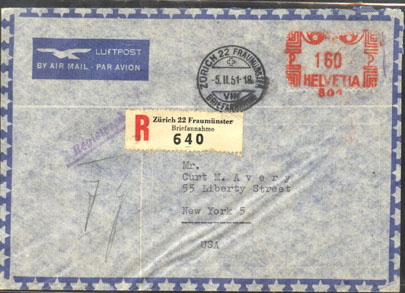 LUFTPOST
BY AIR MAIL - PAR AVION
ZÜRICH 22 FRAUMÜNSTER
-5.II.51-18
VIII
BRIEFANNAHME
P 160 P
HELVETIA
R
Zürich 22 Fraumünster
Briefannahme
640
Mr.
Curt M. Avery
55 Liberty Street
New York 5
USA